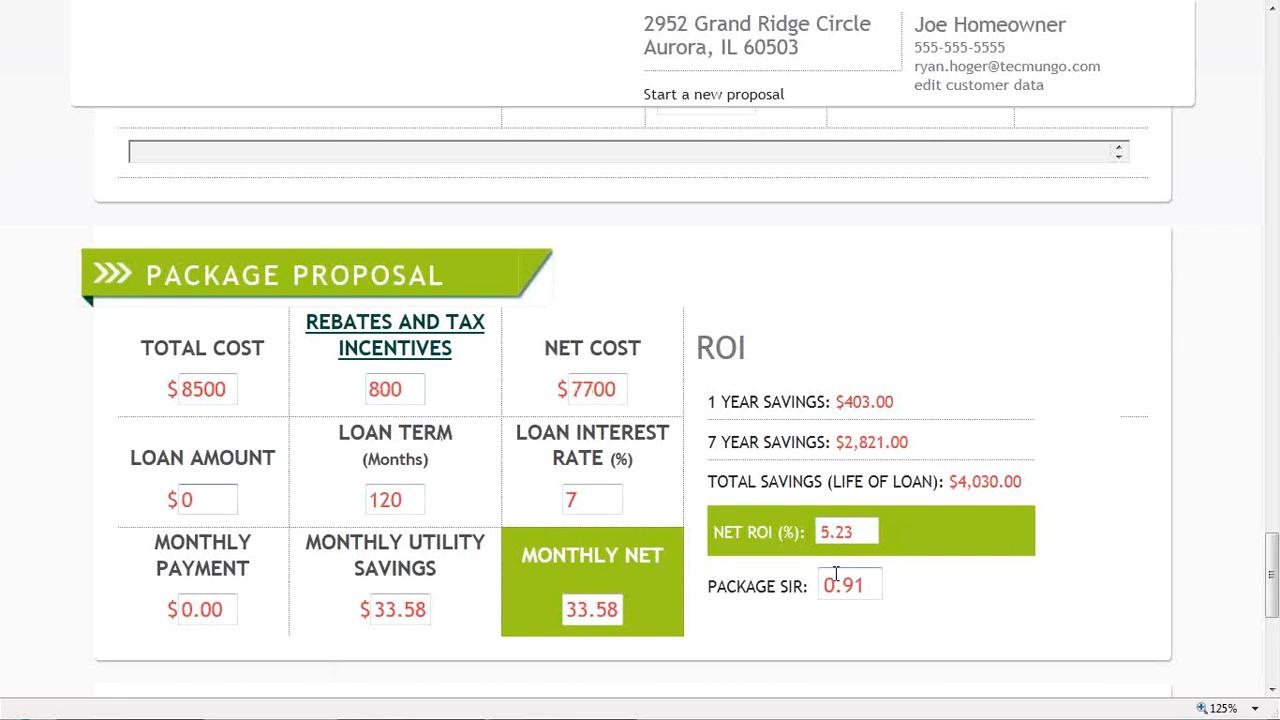 2952 Grand Ridge Circle
Aurora, IL 60503
Start a new proposal
Joe Homeowner
555-555-5555
ryan.hoger@tecmungo.com
edit customer data
PACKAGE PROPOSAL
TOTAL COST
$ 8500
REBATES AND TAX
INCENTIVES
800
NET COST
$ 7700
LOAN AMOUNT
$ 0
LOAN TERM
(Months)
120
LOAN INTEREST
RATE (%)
7
MONTHLY
PAYMENT
$ 0.00
MONTHLY UTILITY
SAVINGS
$ 33.58
MONTHLY NET
33.58
ROI
1 YEAR SAVINGS: $403.00
7 YEAR SAVINGS: $2,821.00
TOTAL SAVINGS (LIFE OF LOAN): $4,030.00
NET ROI (%): 5.23
PACKAGE SIR: 0.91
125%